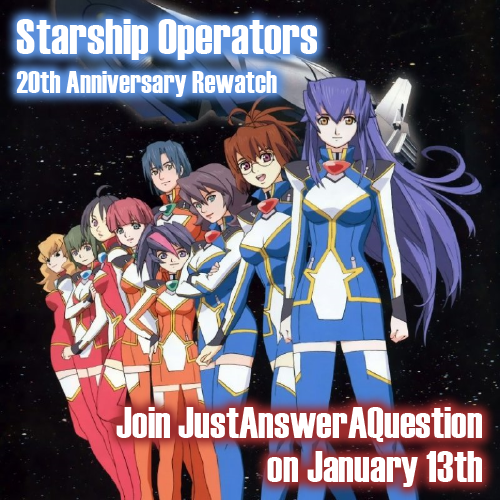 Starship Operators
20th Anniversary Rewatch
Join JustAnswerAQuestion
on January 13th